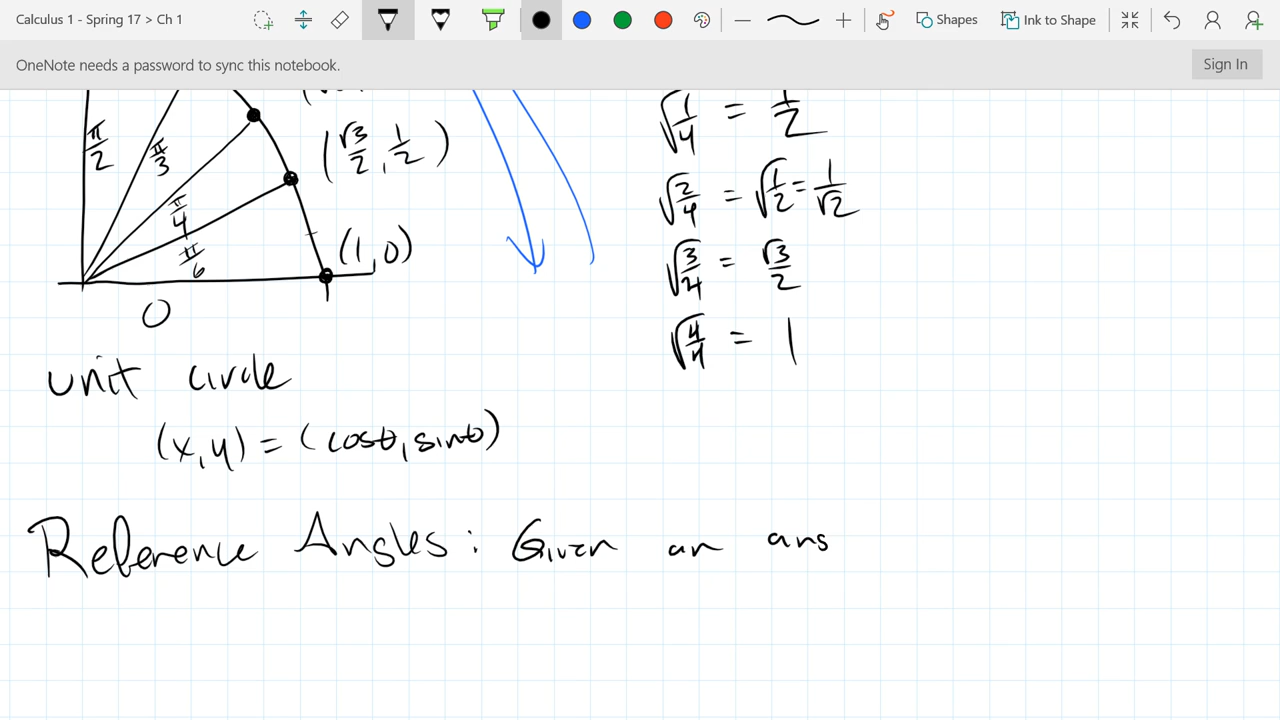 Calculus 1 - Spring 17 > Ch 1
Shapes
Ink to Shape
OneNote needs a password to sync this notebook.
Sign In
π/2
π/3
π/4
π/6
0
(√3/2, 1/2)
(1, 0)
√1/4 = 1/2
√2/4 = √1/2 = 1/√2
√3/4 = √3/2
√4/4 = 1
unit circle
(x, y) = (cosθ, sinθ)
Reference Angles: Given an ans